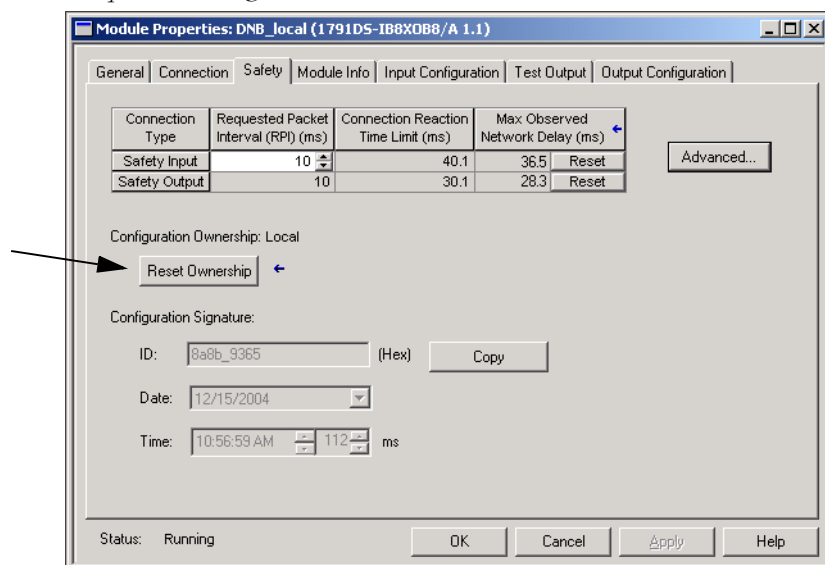 Module Properties: DNB_local (1791DS-IB8XOB8/A 1.1)
General Connection Safety Module Info Input Configuration Test Output Output Configuration
Connection Type Requested Packet Interval (RPI) (ms) Connection Reaction Time Limit (ms) Max Observed Network Delay (ms)
Safety Input 10 40.1 36.5 Reset
Safety Output 10 30.1 28.3 Reset
Advanced...
Configuration Ownership: Local
Reset Ownership
Configuration Signature:
ID: 8a8b_9365 (Hex) Copy
Date: 12/15/2004
Time: 10:56:59 AM 112 ms
Status: Running OK Cancel Apply Help